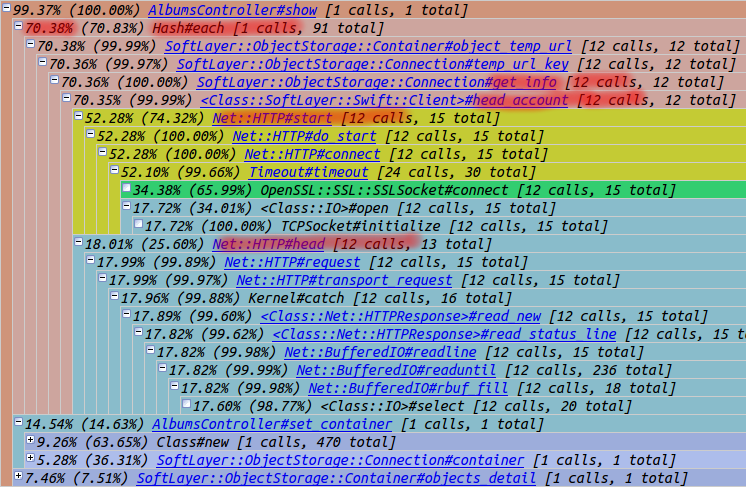 99.37% (100.00%) AlbumsController#show [1 calls, 1 total]
70.38% (70.83%) Hash#each [1 calls, 91 total]
70.38% (99.99%) SoftLayer::ObjectStorage::Container#object_temp_url [12 calls, 12 total]
70.36% (99.97%) SoftLayer::ObjectStorage::Connection#temp_url_key [12 calls, 12 total]
70.36% (100.00%) SoftLayer::ObjectStorage::Connection#get_info [12 calls, 12 total]
70.35% (99.99%) <Class::SoftLayer::Swift::Client>#head_account [12 calls, 12 total]
52.28% (74.32%) Net::HTTP#start [12 calls, 15 total]
52.28% (100.00%) Net::HTTP#do_start [12 calls, 15 total]
52.28% (100.00%) Net::HTTP#connect [12 calls, 15 total]
52.10% (99.66%) Timeout#timeout [24 calls, 30 total]
34.38% (65.99%) OpenSSL::SSL::SSLSocket#connect [12 calls, 15 total]
17.72% (34.01%) <Class::IO>#open [12 calls, 15 total]
17.72% (100.00%) TCPSocket#initialize [12 calls, 15 total]
18.01% (25.60%) Net::HTTP#head [12 calls, 13 total]
17.99% (99.89%) Net::HTTP#request [12 calls, 15 total]
17.99% (99.97%) Net::HTTP#transport_request [12 calls, 15 total]
17.96% (99.88%) Kernel#catch [12 calls, 16 total]
17.89% (99.60%) <Class::Net::HTTPResponse>#read_new [12 calls, 15 total]
17.82% (99.62%) <Class::Net::HTTPResponse>#read_status_line [12 calls, 15 total]
17.82% (99.98%) Net::BufferedIO#readline [12 calls, 15 total]
17.82% (99.99%) Net::BufferedIO#readuntil [12 calls, 236 total]
17.82% (99.98%) Net::BufferedIO#rbuf_fill [12 calls, 18 total]
17.60% (98.77%) <Class::IO>#select [12 calls, 20 total]
14.54% (14.63%) AlbumsController#set_container [1 calls, 1 total]
9.26% (63.65%) Class#new [1 calls, 470 total]
5.28% (36.31%) SoftLayer::ObjectStorage::Connection#container [1 calls, 1 total]
7.46% (7.51%) SoftLayer::ObjectStorage::Container#objects_detail [1 calls, 1 total]